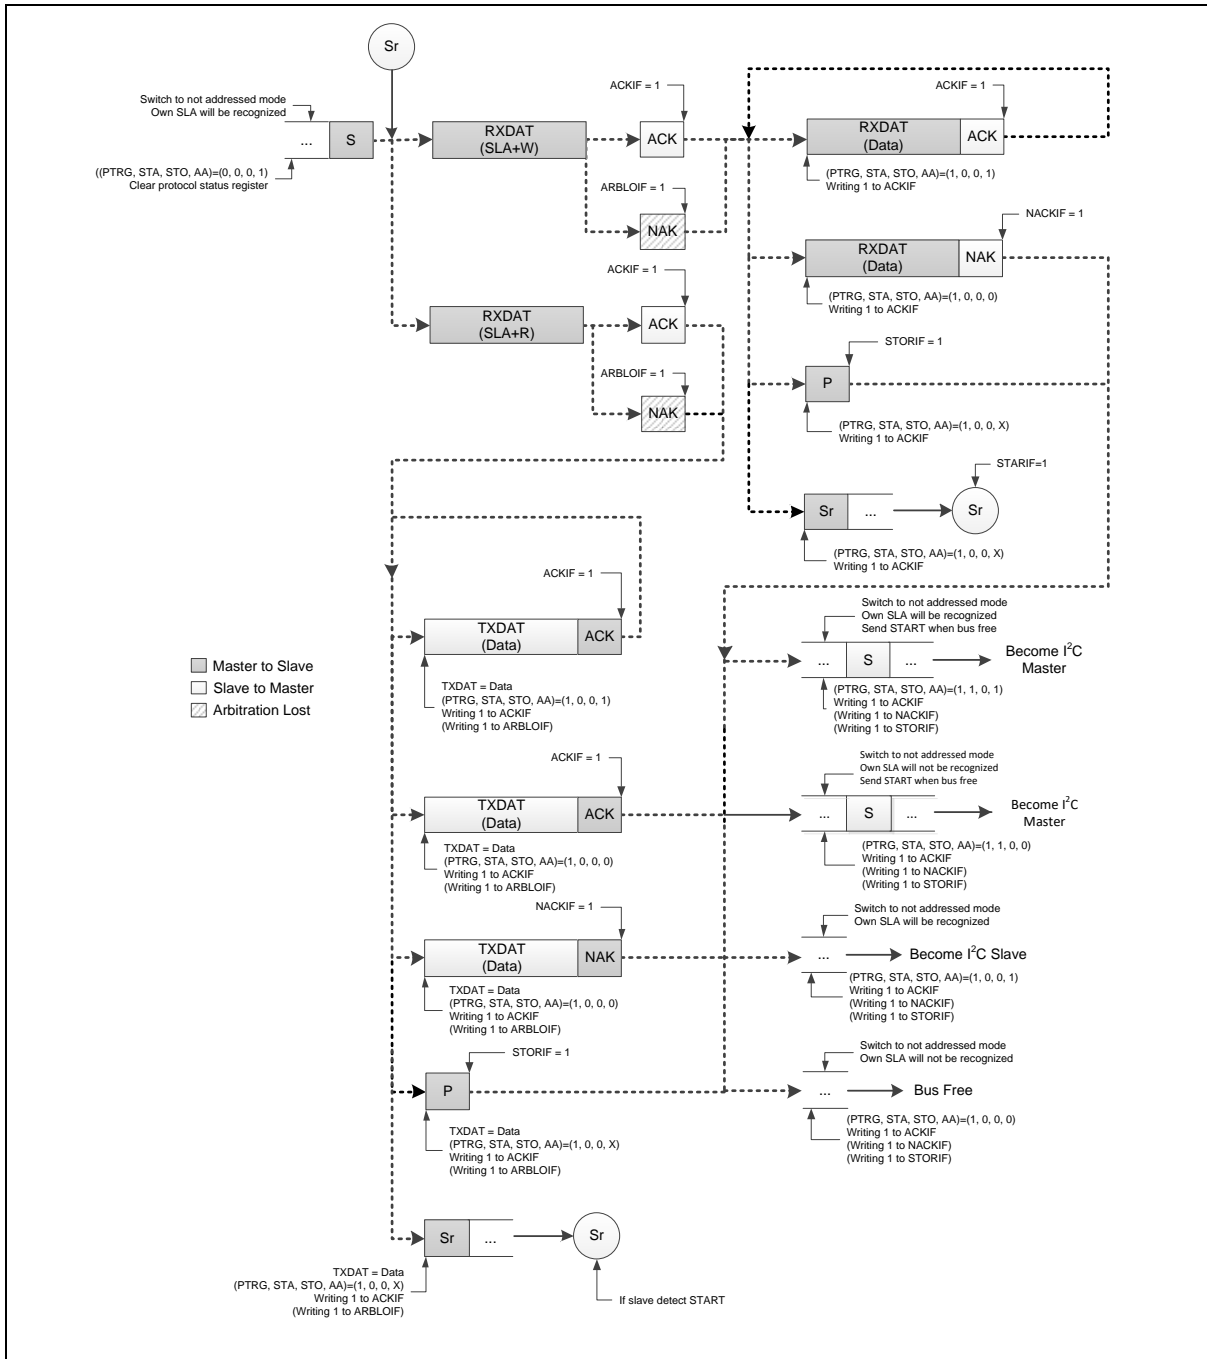 Sr
Switch to not addressed mode
Own SLA will be recognized
...
S
((PTRG, STA, STO, AA)=(0, 0, 0, 1)
Clear protocol status register
RXDAT
(SLA+W)
ACKIF = 1
ACK
ARBLOIF = 1
NAK
ACKIF = 1
RXDAT
(Data)
ACK
(PTRG, STA, STO, AA)=(1, 0, 0, 1)
Writing 1 to ACKIF
NACKIF = 1
RXDAT
(Data)
NAK
(PTRG, STA, STO, AA)=(1, 0, 0, 0)
Writing 1 to ACKIF
ACKIF = 1
RXDAT
(SLA+R)
ACK
ARBLOIF = 1
NAK
STORIF = 1
P
(PTRG, STA, STO, AA)=(1, 0, 0, X)
Writing 1 to ACKIF
STARIF=1
Sr
...
Sr
(PTRG, STA, STO, AA)=(1, 0, 0, X)
Writing 1 to ACKIF
ACKIF = 1
TXDAT
(Data)
ACK
TXDAT = Data
(PTRG, STA, STO, AA)=(1, 0, 0, 1)
Writing 1 to ACKIF
(Writing 1 to ARBLOIF)
Master to Slave
Slave to Master
Arbitration Lost
Switch to not addressed mode
Own SLA will be recognized
Send START when bus free
...
S
...
Become I²C
Master
(PTRG, STA, STO, AA)=(1, 1, 0, 1)
Writing 1 to ACKIF
(Writing 1 to NACKIF)
(Writing 1 to STORIF)
ACKIF = 1
TXDAT
(Data)
ACK
TXDAT = Data
(PTRG, STA, STO, AA)=(1, 0, 0, 0)
Writing 1 to ACKIF
(Writing 1 to ARBLOIF)
Switch to not addressed mode
Own SLA will not be recognized
Send START when bus free
...
S
...
Become I²C
Master
(PTRG, STA, STO, AA)=(1, 1, 0, 0)
Writing 1 to ACKIF
(Writing 1 to NACKIF)
(Writing 1 to STORIF)
NACKIF = 1
TXDAT
(Data)
NAK
TXDAT = Data
(PTRG, STA, STO, AA)=(1, 0, 0, 0)
Writing 1 to ACKIF
(Writing 1 to ARBLOIF)
Switch to not addressed mode
Own SLA will be recognized
...
Become I²C Slave
(PTRG, STA, STO, AA)=(1, 0, 0, 1)
Writing 1 to ACKIF
(Writing 1 to NACKIF)
(Writing 1 to STORIF)
STORIF = 1
P
TXDAT = Data
(PTRG, STA, STO, AA)=(1, 0, 0, X)
Writing 1 to ACKIF
(Writing 1 to ARBLOIF)
Switch to not addressed mode
Own SLA will not be recognized
...
Bus Free
(PTRG, STA, STO, AA)=(1, 0, 0, 0)
Writing 1 to ACKIF
(Writing 1 to NACKIF)
(Writing 1 to STORIF)
Sr
...
Sr
TXDAT = Data
(PTRG, STA, STO, AA)=(1, 0, 0, X)
Writing 1 to ACKIF
(Writing 1 to ARBLOIF)
If slave detect START